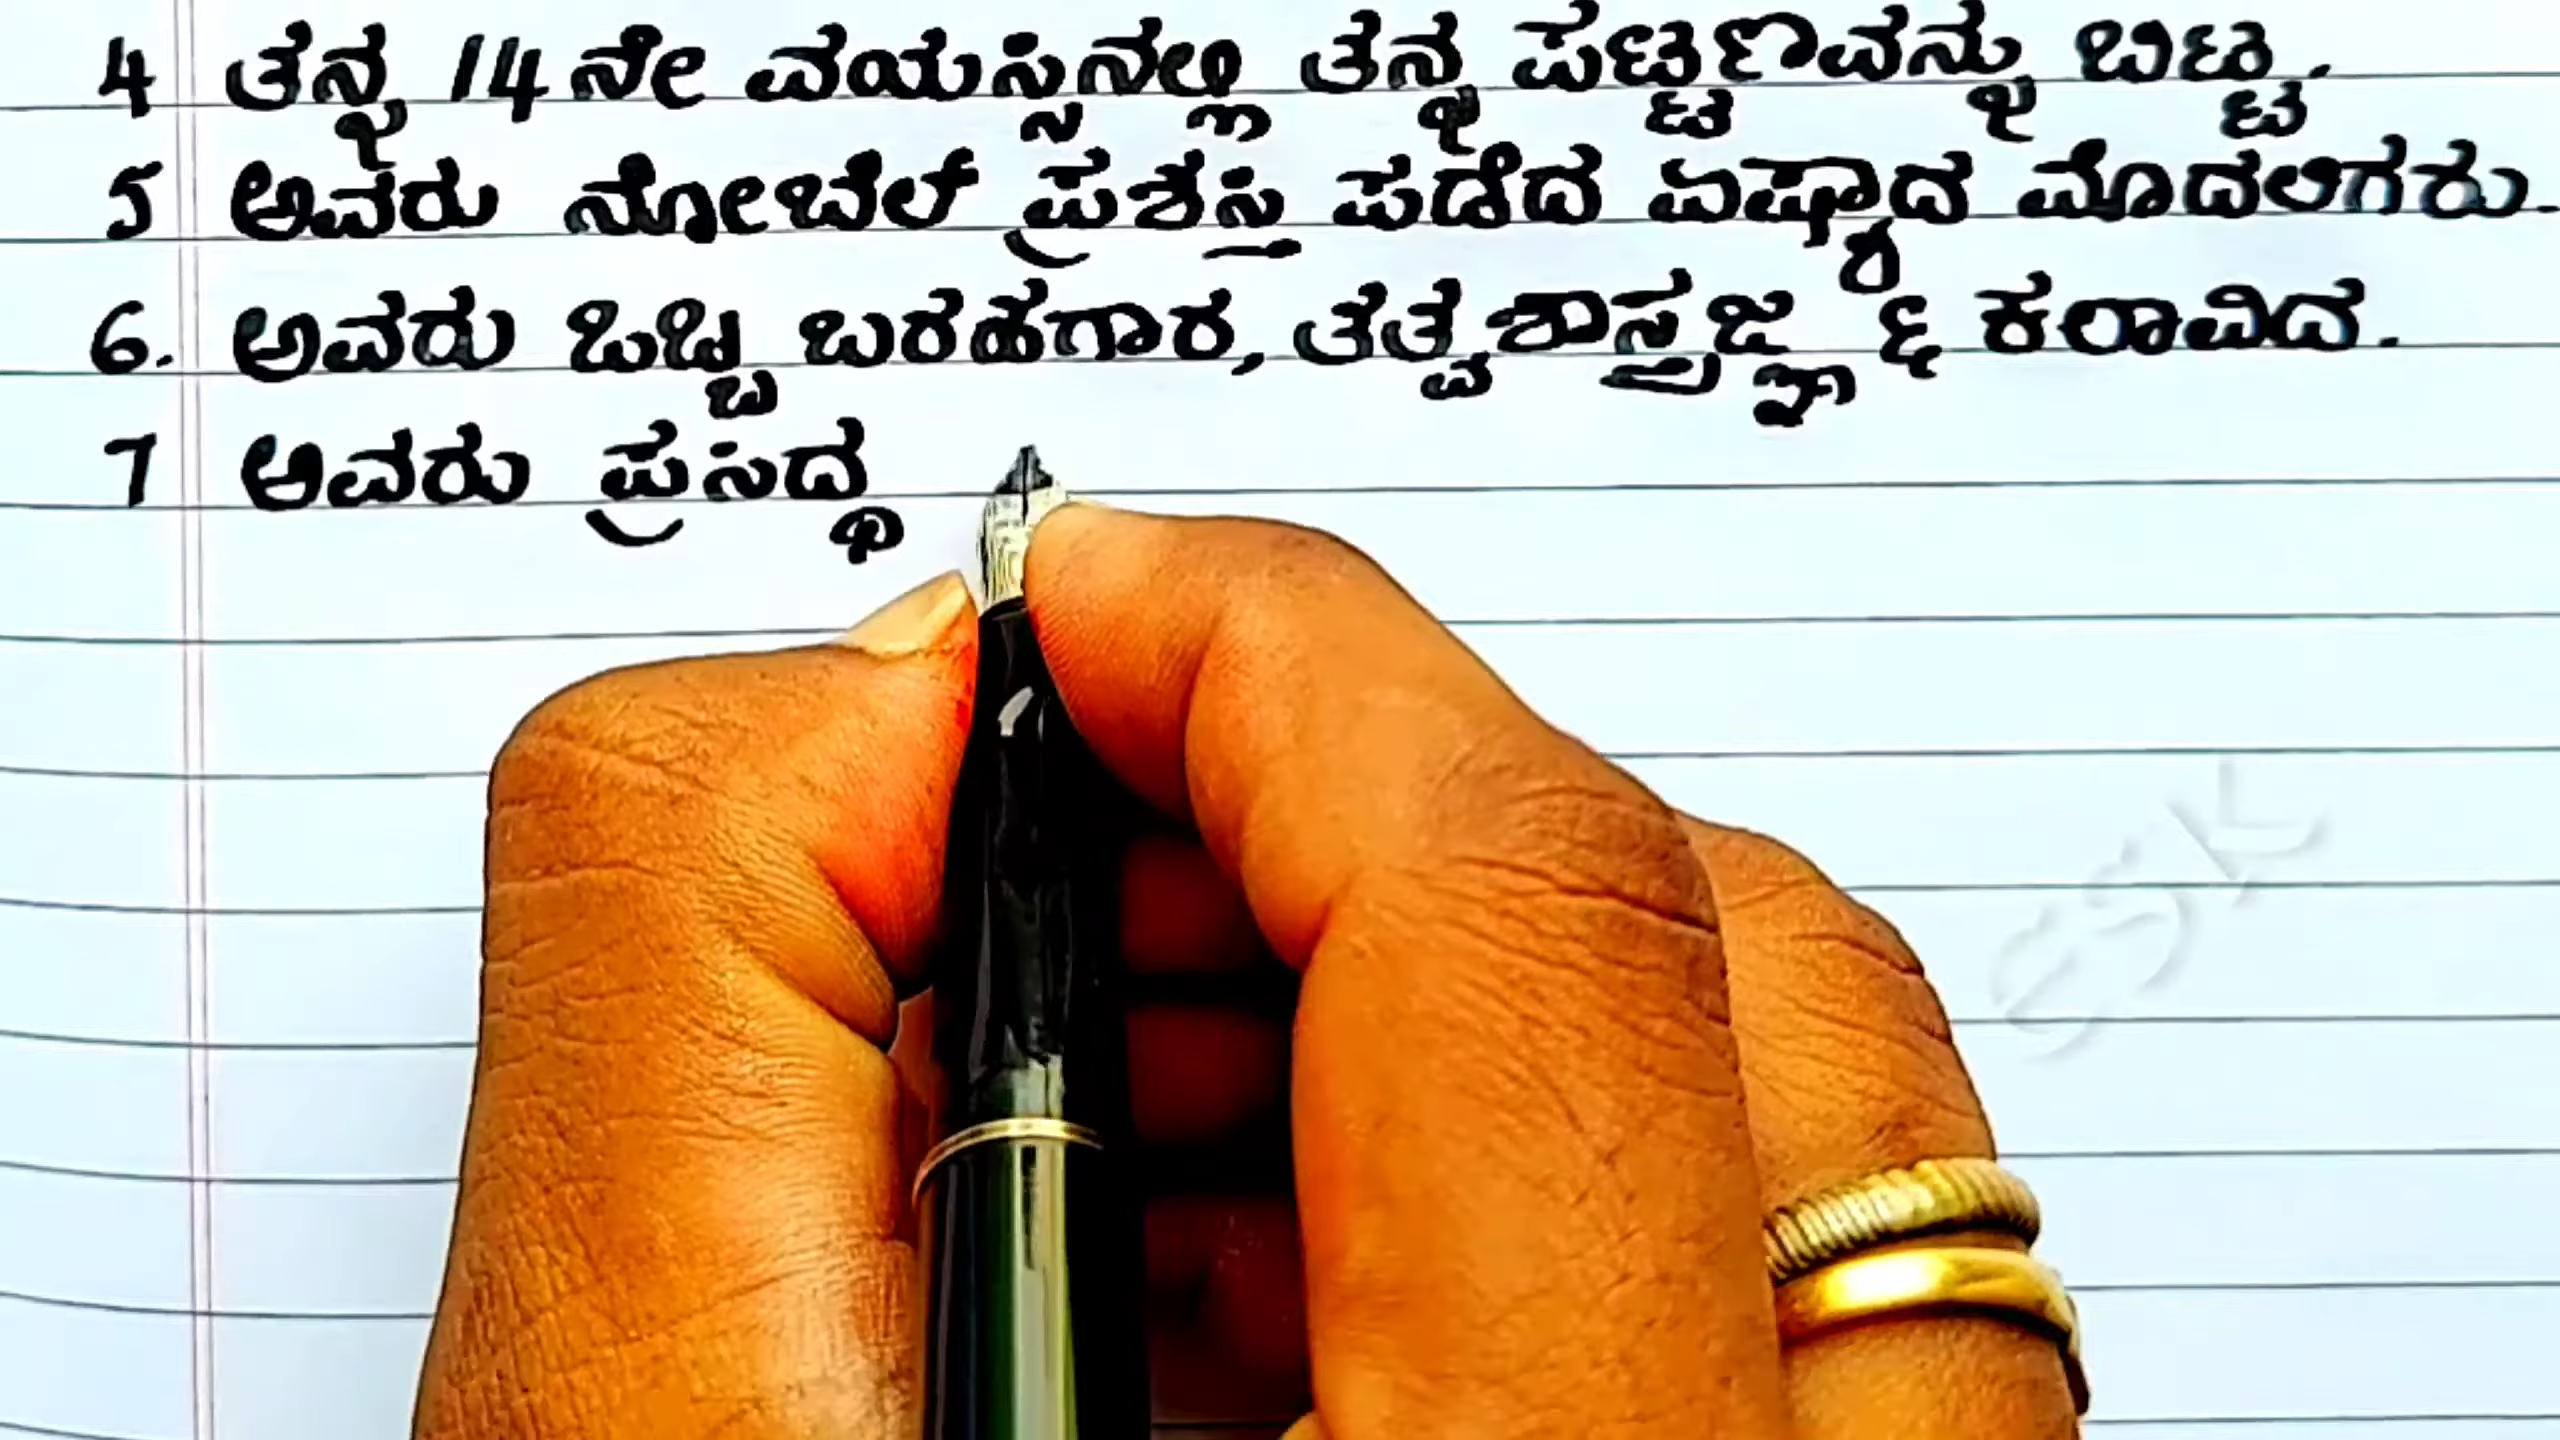 4 ತನ್ನ 14ನೇ ವಯಸ್ಸಿನಲ್ಲಿ ತನ್ನ ಪಟ್ಟಣವನ್ನು ಬಿಟ್ಟ.
5 ಅವರು ನೋಬೆಲ್ ಪ್ರಶಸ್ತಿ ಪಡೆದ ಏಷ್ಯಾದ ಮೊದಲಿಗರು.
6. ಅವರು ಒಬ್ಬ ಬರಹಗಾರ, ತತ್ವಶಾಸ್ತ್ರಜ್ಞ & ಕಲಾವಿದ.
7 ಅವರು ಪ್ರಸಿದ್ಧ